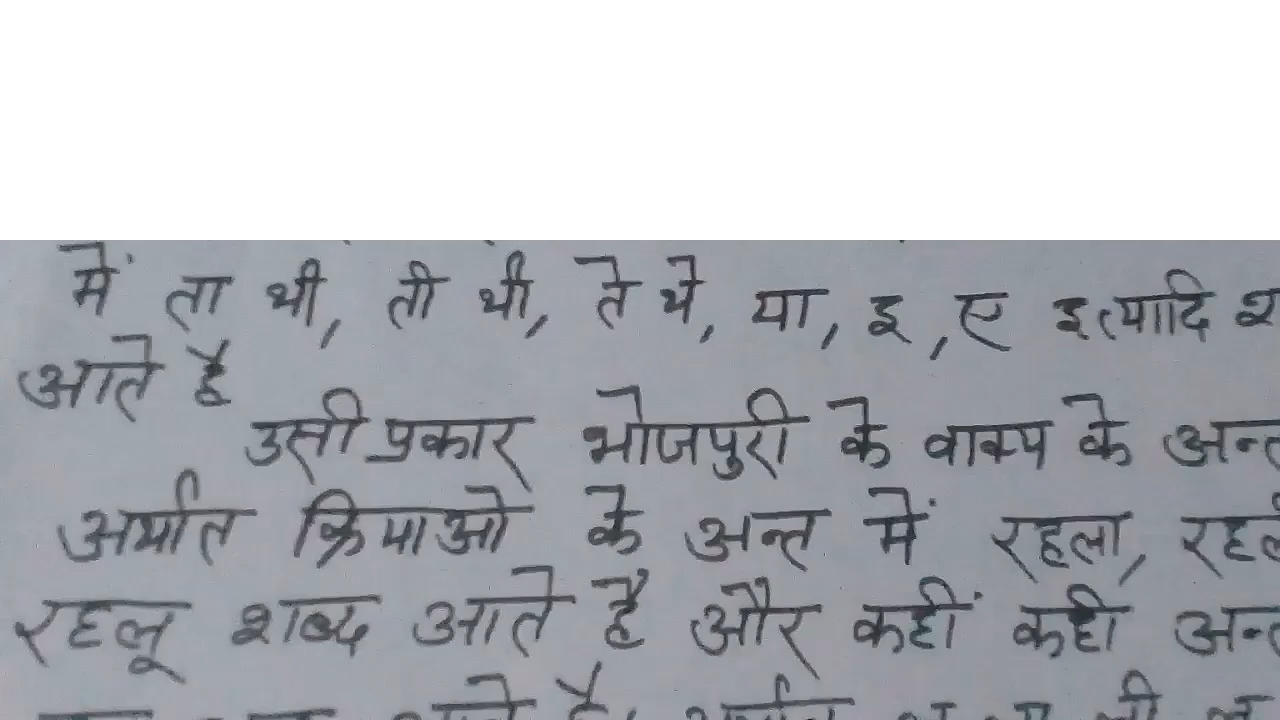 में ता थी, ती थी, ते थे, या, इ, ए इत्यादि
आते है
उसी प्रकार भोजपुरी के वाक्य के
अर्थात क्रियाओ के अन्त में रहला,
रहलू शब्द आते है और कहीं कही